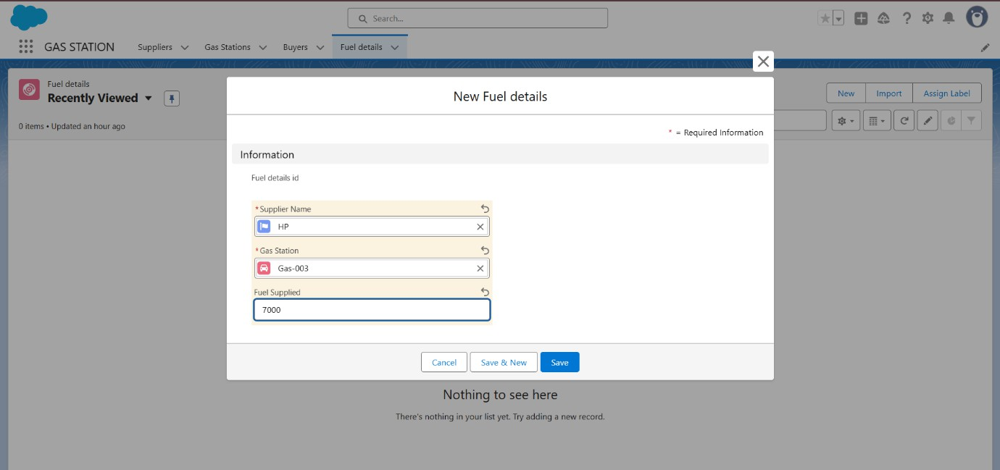 Search...
GAS STATION Suppliers Gas Stations Buyers Fuel details
Fuel details
Recently Viewed
0 items • Updated an hour ago
New Import Assign Label
New Fuel details
* = Required Information
Information
Fuel details id
*Supplier Name
HP
*Gas Station
Gas-003
Fuel Supplied
7000
Cancel Save & New Save
Nothing to see here
There's nothing in your list yet. Try adding a new record.